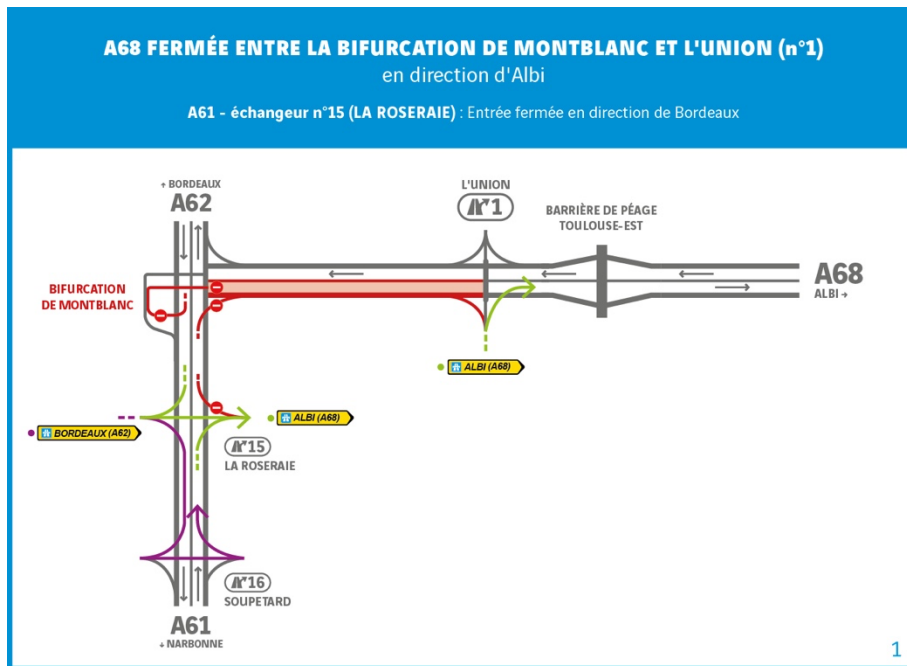 A68 FERMÉE ENTRE LA BIFURCATION DE MONTBLANC ET L'UNION (n°1)
en direction d'Albi
A61 - échangeur n°15 (LA ROSERAIE) : Entrée fermée en direction de Bordeaux
↑ BORDEAUX
A62
L'UNION
1
BARRIÈRE DE PÉAGE
TOULOUSE-EST
A68
ALBI →
BIFURCATION
DE MONTBLANC
ALBI (A68)
ALBI (A68)
BORDEAUX (A62)
15
LA ROSERAIE
16
SOUPETARD
A61
↓ NARBONNE
1